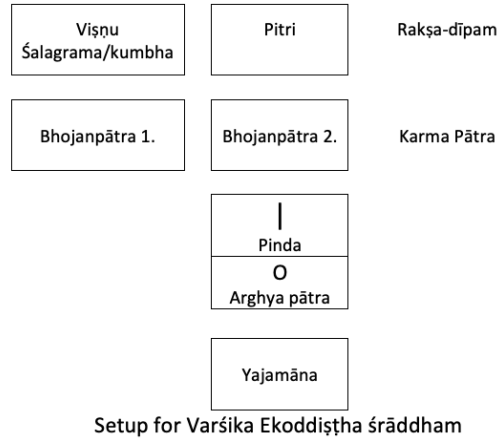 Viṣṇu
Śalagrama/kumbha
Pitri
Rakṣa-dīpam
Bhojanpātra 1.
Bhojanpātra 2.
Karma Pātra
|
Pinda
O
Arghya pātra
Yajamāna
Setup for Varśika Ekoddiṣṭha śrāddham